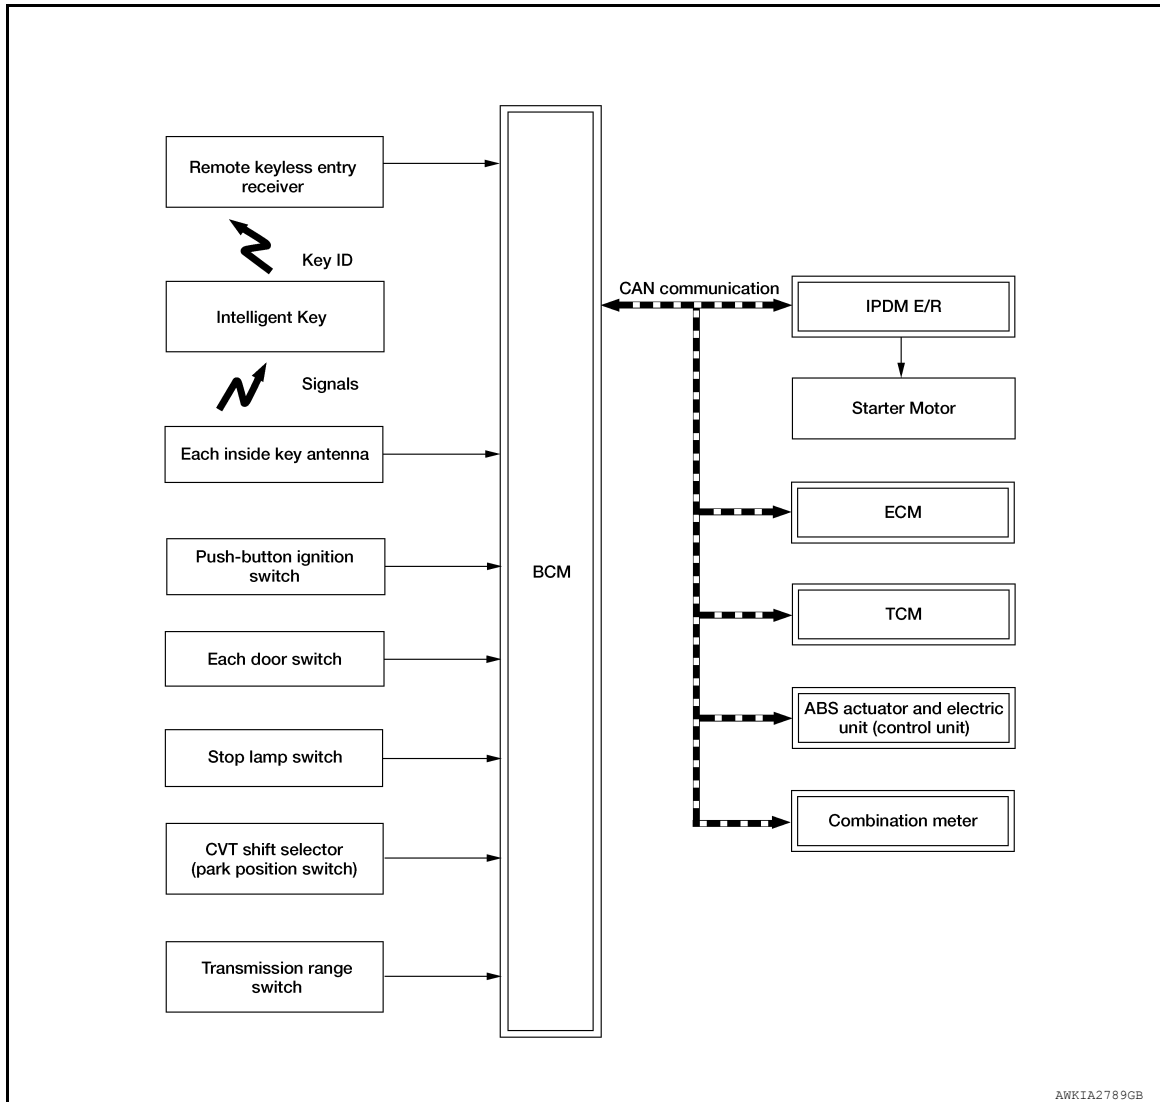 Remote keyless entry
receiver
Key ID
Intelligent Key
Signals
Each inside key antenna
Push-button ignition
switch
Each door switch
Stop lamp switch
CVT shift selector
(park position switch)
Transmission range
switch
BCM
CAN communication
IPDM E/R
Starter Motor
ECM
TCM
ABS actuator and electric
unit (control unit)
Combination meter
AWKIA2789GB